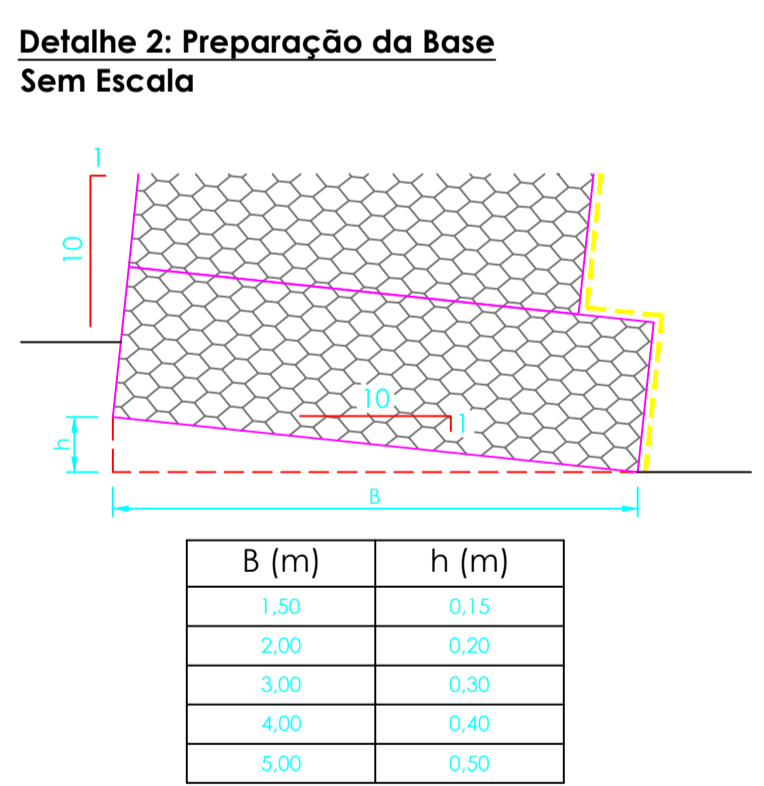 Detalhe 2: Preparação da Base
Sem Escala
1
10
10
1
h
B
B (m) h (m)
1,50 0,15
2,00 0,20
3,00 0,30
4,00 0,40
5,00 0,50